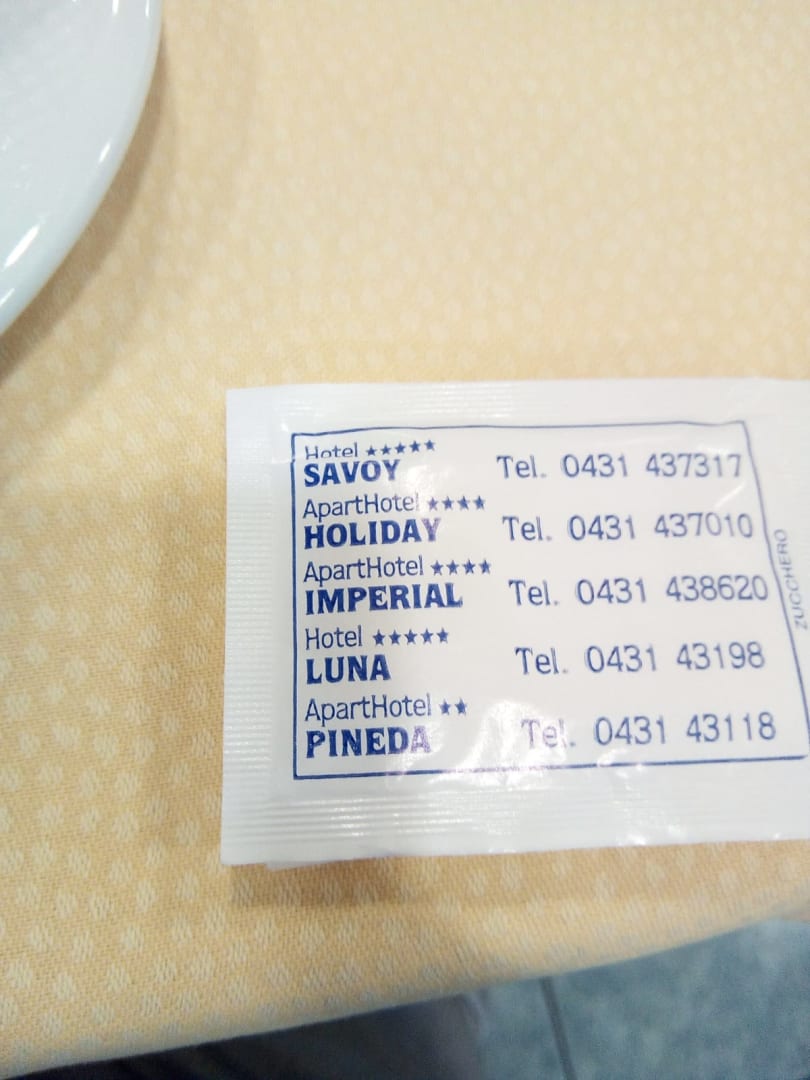 Hotel ★★★★★
SAVOY Tel. 0431 437317
ApartHotel ★★★★
HOLIDAY Tel. 0431 437010
ApartHotel ★★★★
IMPERIAL Tel. 0431 438620
Hotel ★★★★★
LUNA Tel. 0431 43198
ApartHotel ★★
PINEDA Tel. 0431 43118
ZUCCHERO